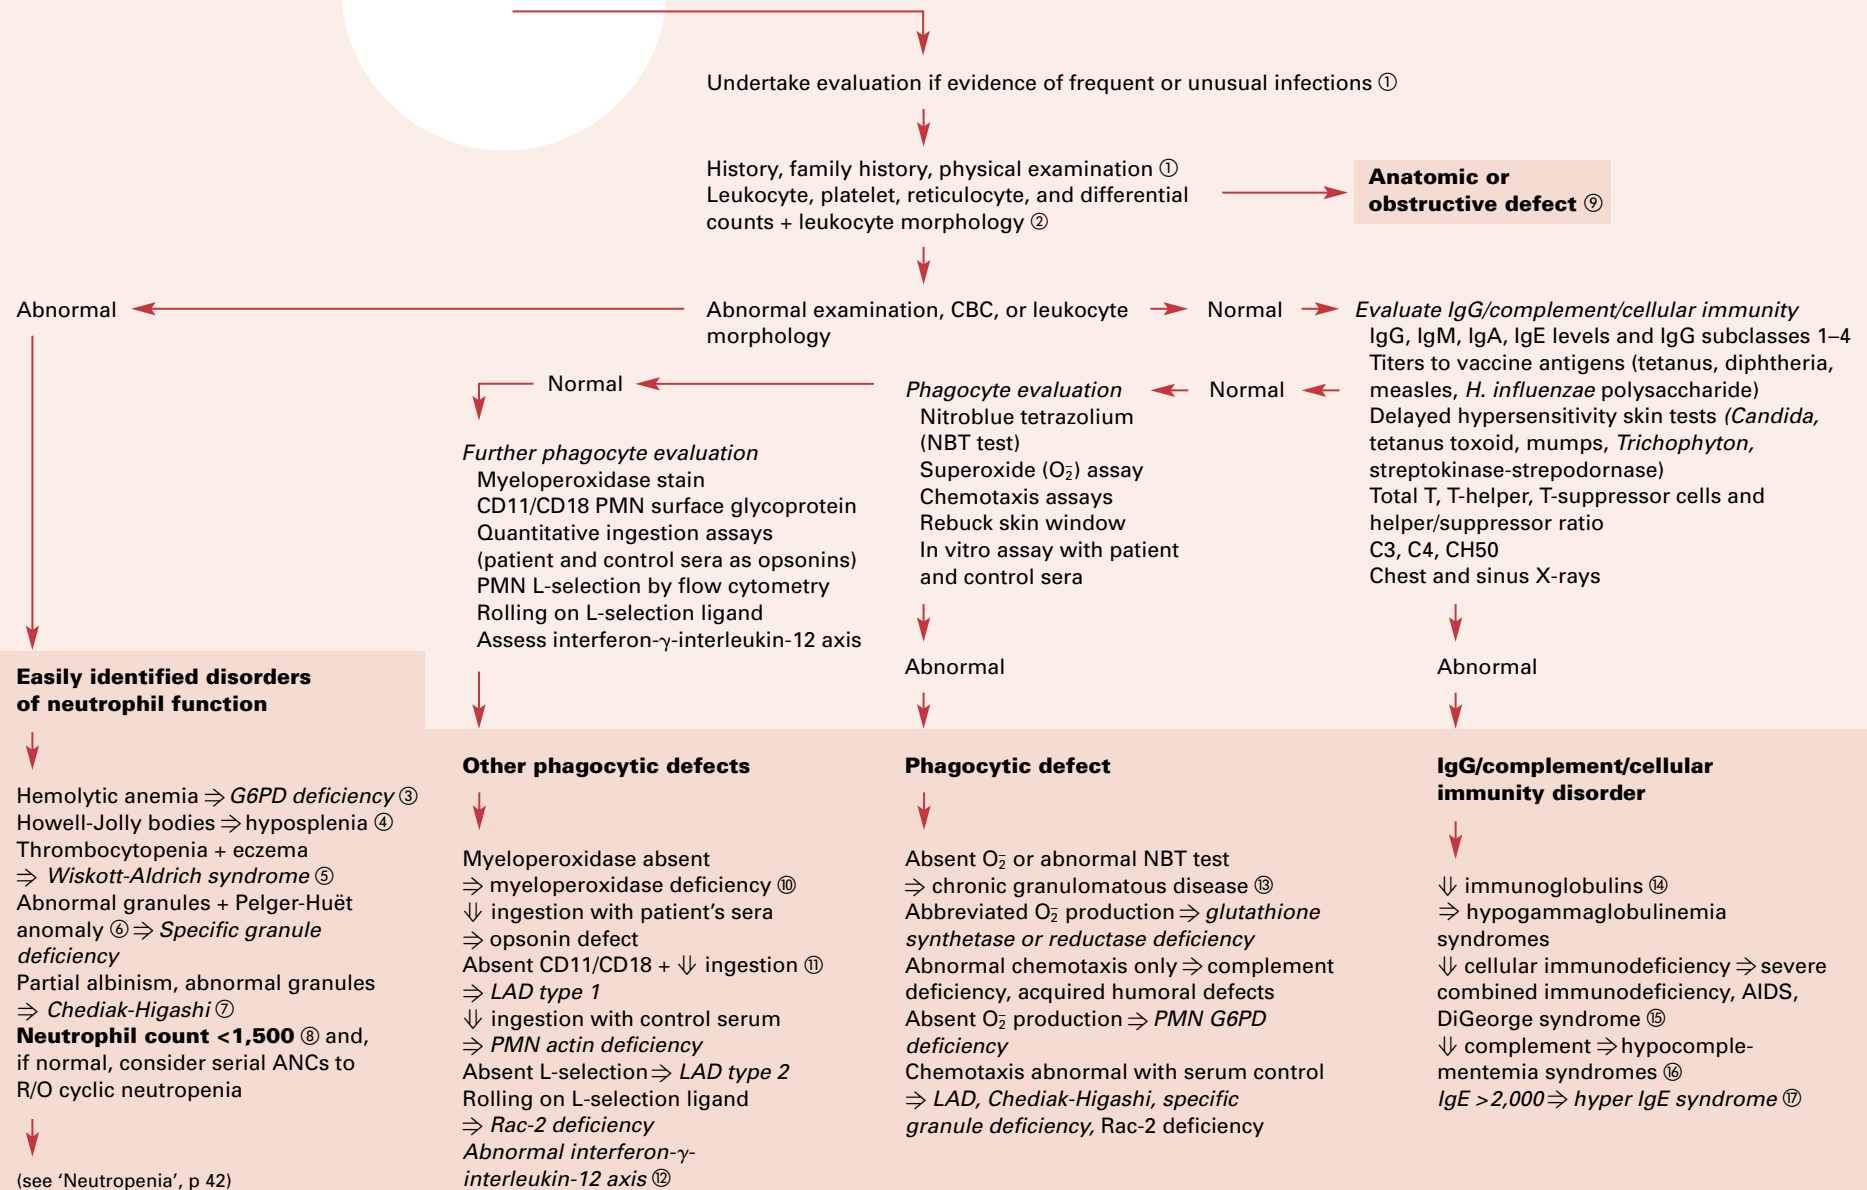 Undertake evaluation if evidence of frequent or unusual infections ①
History, family history, physical examination ①
Leukocyte, platelet, reticulocyte, and differential
counts + leukocyte morphology ②
Anatomic or
obstructive defect ⑨
Abnormal
Abnormal examination, CBC, or leukocyte
morphology
Normal
Evaluate IgG/complement/cellular immunity
IgG, IgM, IgA, IgE levels and IgG subclasses 1–4
Titers to vaccine antigens (tetanus, diphtheria,
measles, H. influenzae polysaccharide)
Delayed hypersensitivity skin tests (Candida,
tetanus toxoid, mumps, Trichophyton,
streptokinase-strepodornase)
Total T, T-helper, T-suppressor cells and
helper/suppressor ratio
C3, C4, CH50
Chest and sinus X-rays
Normal
Phagocyte evaluation
Nitroblue tetrazolium
(NBT test)
Superoxide (O₂⁻) assay
Chemotaxis assays
Rebuck skin window
In vitro assay with patient
and control sera
Normal
Further phagocyte evaluation
Myeloperoxidase stain
CD11/CD18 PMN surface glycoprotein
Quantitative ingestion assays
(patient and control sera as opsonins)
PMN L-selection by flow cytometry
Rolling on L-selection ligand
Assess interferon-γ-interleukin-12 axis
Abnormal
Abnormal
Easily identified disorders
of neutrophil function
Hemolytic anemia ⇒ G6PD deficiency ③
Howell-Jolly bodies ⇒ hyposplenia ④
Thrombocytopenia + eczema
⇒ Wiskott-Aldrich syndrome ⑤
Abnormal granules + Pelger-Huët
anomaly ⑥ ⇒ Specific granule
deficiency
Partial albinism, abnormal granules
⇒ Chediak-Higashi ⑦
Neutrophil count <1,500 ⑧ and,
if normal, consider serial ANCs to
R/O cyclic neutropenia
(see 'Neutropenia', p 42)
Other phagocytic defects
Myeloperoxidase absent
⇒ myeloperoxidase deficiency ⑩
⇓ ingestion with patient's sera
⇒ opsonin defect
Absent CD11/CD18 + ⇓ ingestion ⑪
⇒ LAD type 1
⇓ ingestion with control serum
⇒ PMN actin deficiency
Absent L-selection ⇒ LAD type 2
Rolling on L-selection ligand
⇒ Rac-2 deficiency
Abnormal interferon-γ-
interleukin-12 axis ⑫
Phagocytic defect
Absent O₂⁻ or abnormal NBT test
⇒ chronic granulomatous disease ⑬
Abbreviated O₂⁻ production ⇒ glutathione
synthetase or reductase deficiency
Abnormal chemotaxis only ⇒ complement
deficiency, acquired humoral defects
Absent O₂⁻ production ⇒ PMN G6PD
deficiency
Chemotaxis abnormal with serum control
⇒ LAD, Chediak-Higashi, specific
granule deficiency, Rac-2 deficiency
IgG/complement/cellular
immunity disorder
⇓ immunoglobulins ⑭
⇒ hypogammaglobulinemia
syndromes
⇓ cellular immunodeficiency ⇒ severe
combined immunodeficiency, AIDS,
DiGeorge syndrome ⑮
⇓ complement ⇒ hypocomple-
mentemia syndromes ⑯
IgE >2,000 ⇒ hyper IgE syndrome ⑰